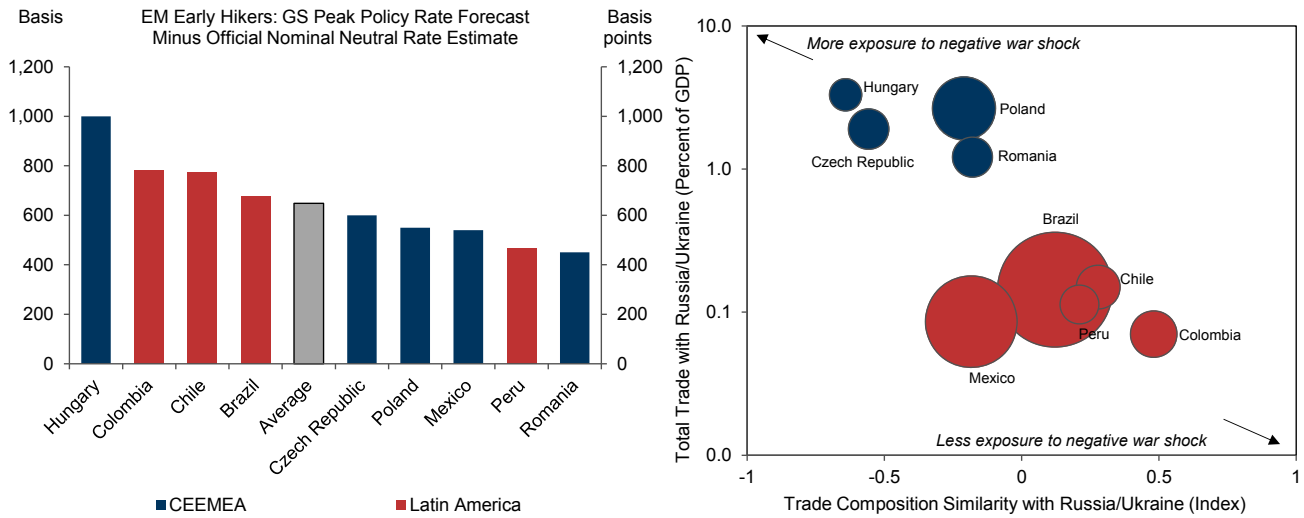 Basis
EM Early Hikers: GS Peak Policy Rate Forecast
Minus Official Nominal Neutral Rate Estimate
Basis
points
1,200
1,000
800
600
400
200
0
1,200
1,000
800
600
400
200
0
Hungary
Colombia
Chile
Brazil
Average
Czech Republic
Poland
Mexico
Peru
Romania
CEEMEA
Latin America
Total Trade with Russia/Ukraine (Percent of GDP)
10.0
1.0
0.1
0.0
More exposure to negative war shock
Hungary
Poland
Czech Republic
Romania
Brazil
Chile
Peru
Colombia
Mexico
Less exposure to negative war shock
-1
-0.5
0
0.5
1
Trade Composition Similarity with Russia/Ukraine (Index)